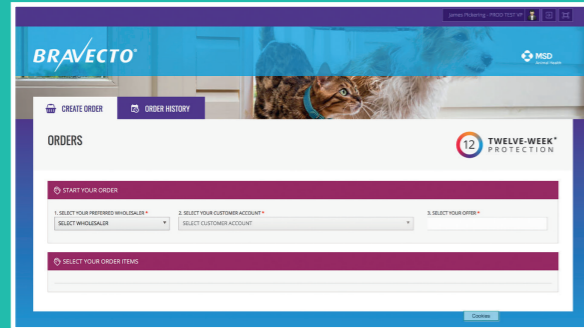 James Pickering - PROD TEST VP
BRAVECTO®
MSD
Animal Health
CREATE ORDER
ORDER HISTORY
ORDERS
12
TWELVE-WEEK*
PROTECTION
START YOUR ORDER
1. SELECT YOUR PREFERRED WHOLESALER *
2. SELECT YOUR CUSTOMER ACCOUNT *
3. SELECT YOUR OFFER *
SELECT WHOLESALER
SELECT CUSTOMER ACCOUNT
SELECT YOUR ORDER ITEMS
Cookies